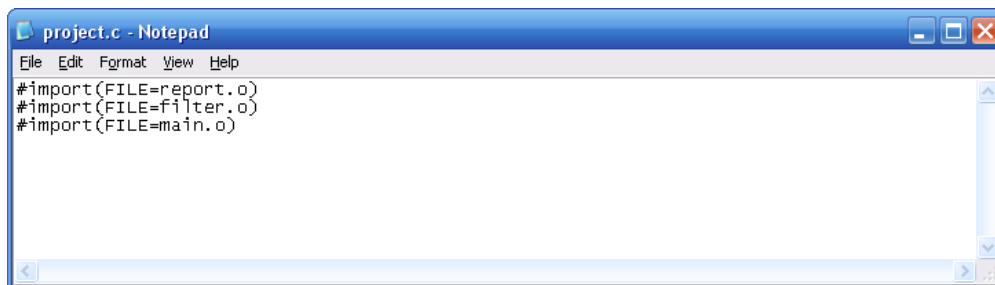 project.c - Notepad
File Edit Format View Help
#import(FILE=report.o)
#import(FILE=filter.o)
#import(FILE=main.o)